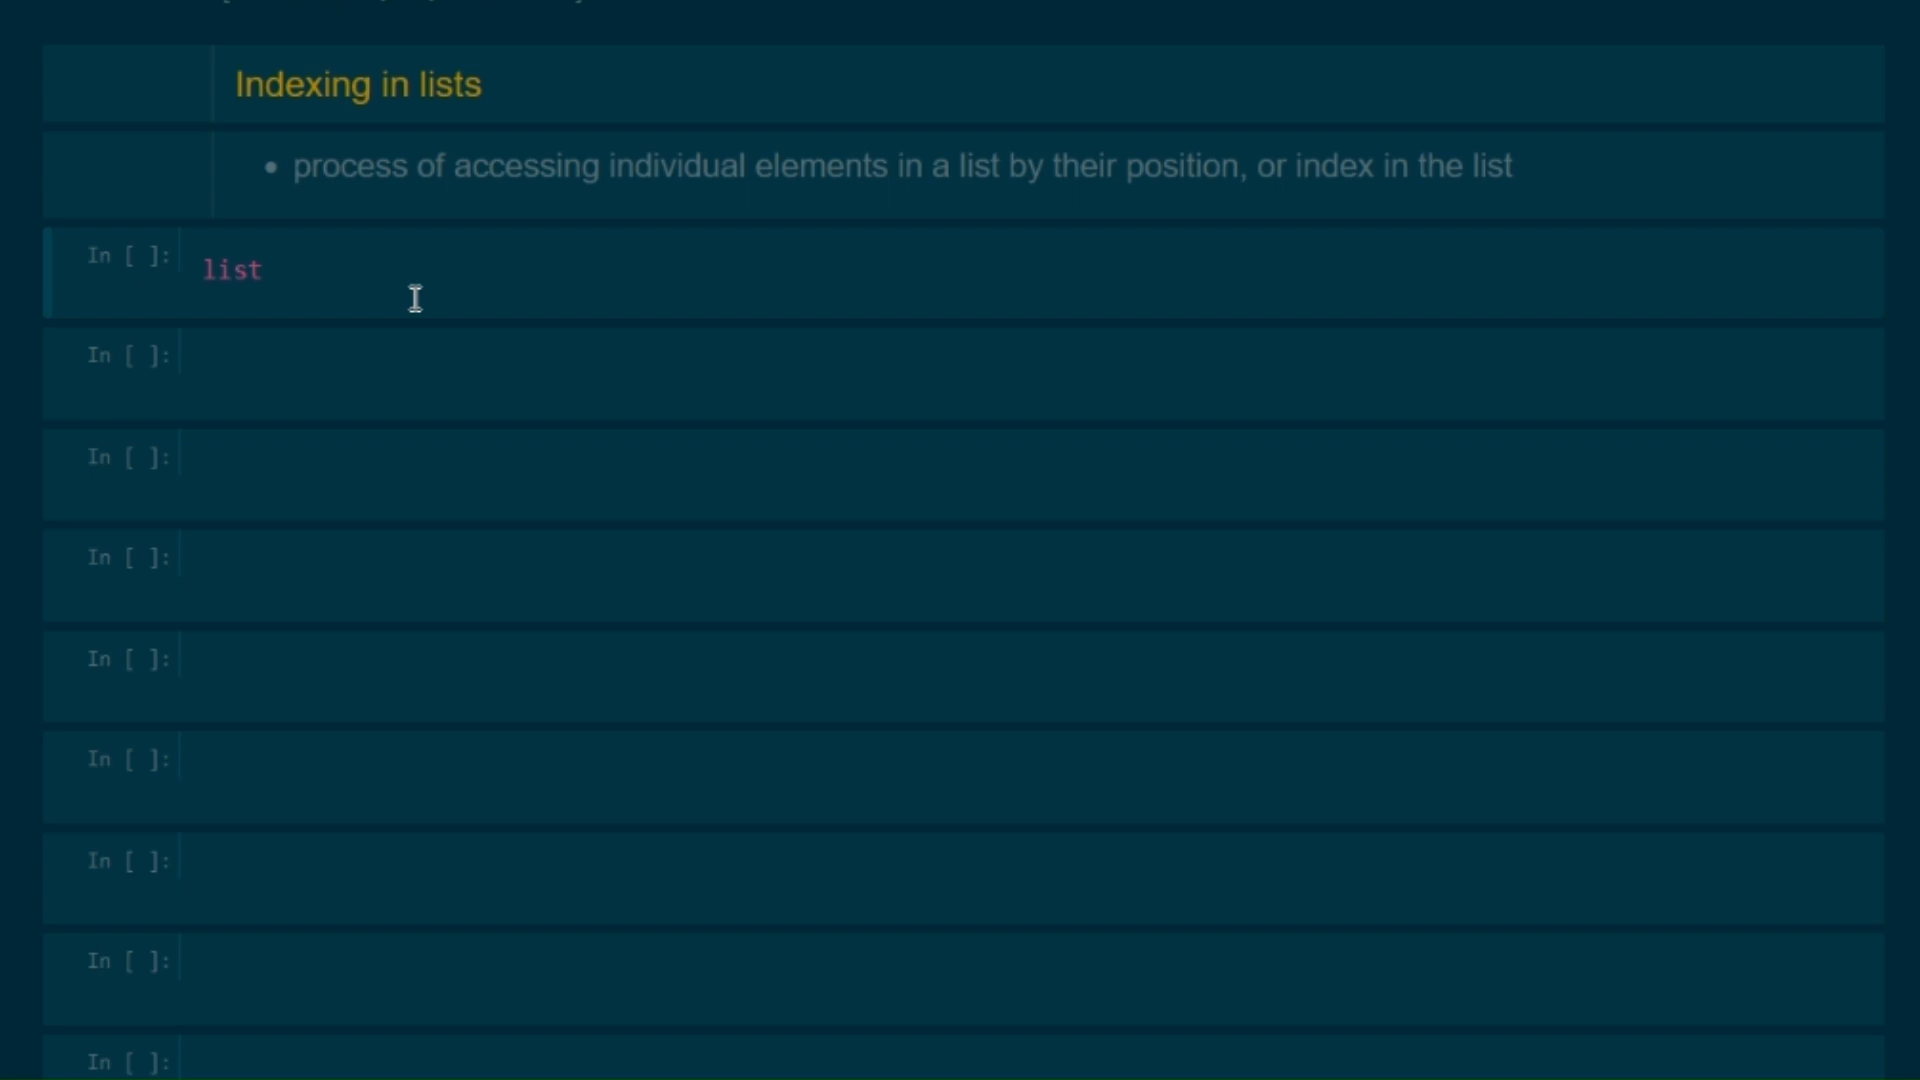 Indexing in lists
• process of accessing individual elements in a list by their position, or index in the list
In [ ]: list
In [ ]:
In [ ]:
In [ ]:
In [ ]:
In [ ]:
In [ ]:
In [ ]:
In [ ]: